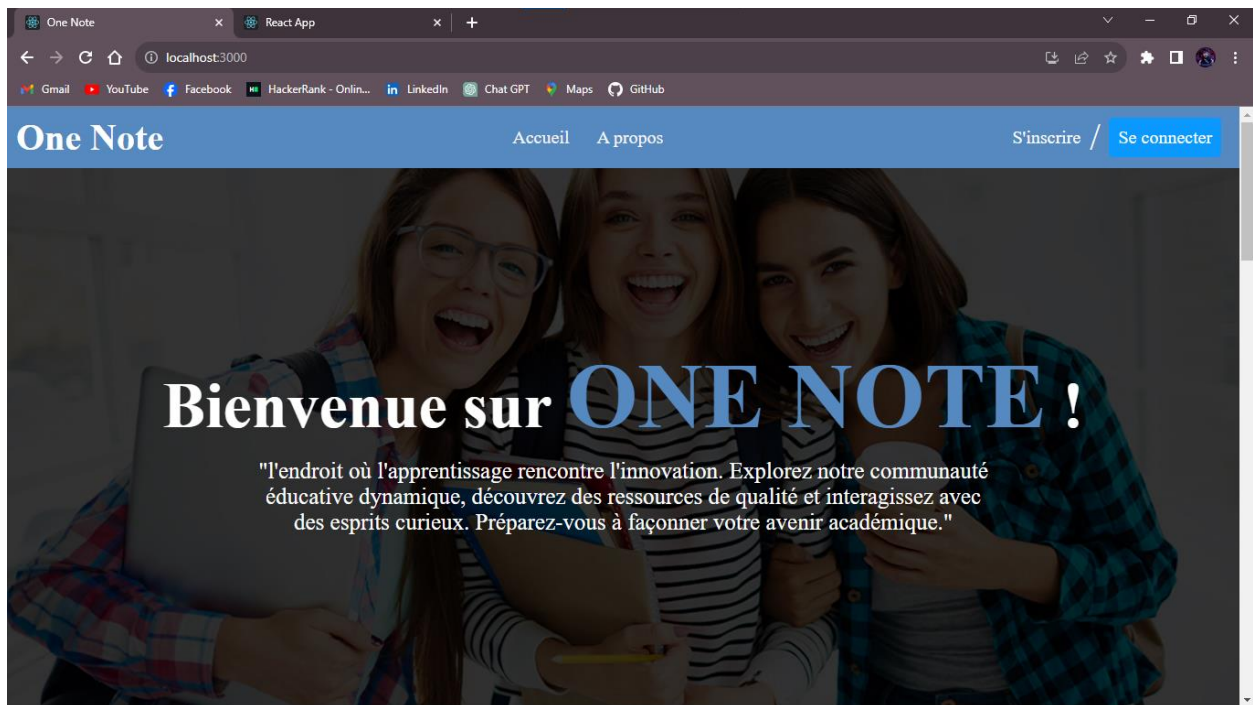 One Note
React App
localhost:3000
Gmail YouTube Facebook HackerRank - Onlin... LinkedIn Chat GPT Maps GitHub
One Note Accueil A propos S'inscrire / Se connecter
Bienvenue sur ONE NOTE !
"l'endroit où l'apprentissage rencontre l'innovation. Explorez notre communauté
éducative dynamique, découvrez des ressources de qualité et interagissez avec
des esprits curieux. Préparez-vous à façonner votre avenir académique."